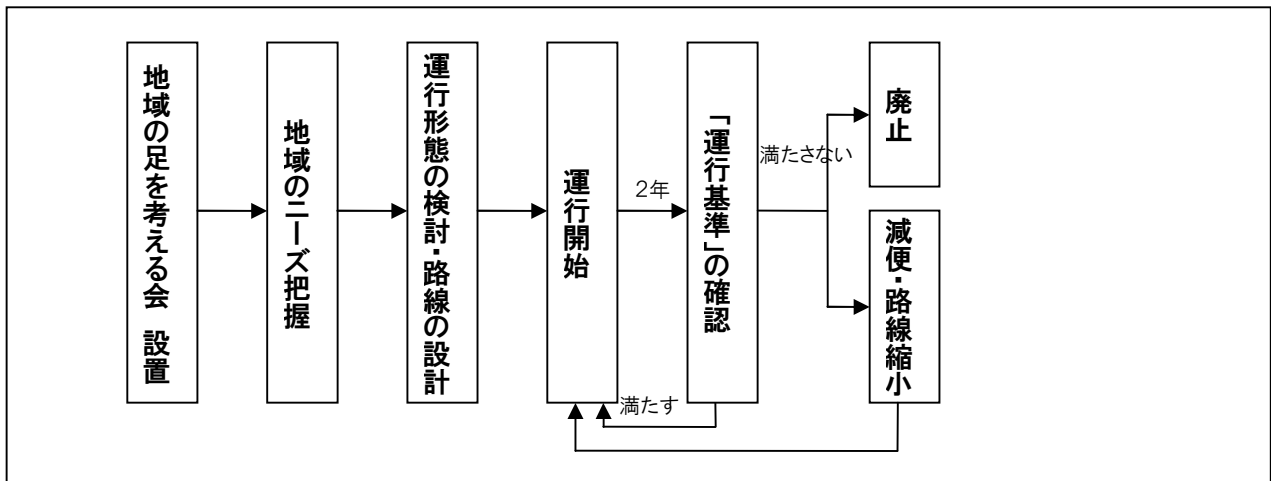 地域の足を考える会 設置
地域のニーズ把握
運行形態の検討・路線の設計
運行開始
2年
「運行基準」の確認
満たさない
廃止
減便・路線縮小
満たす